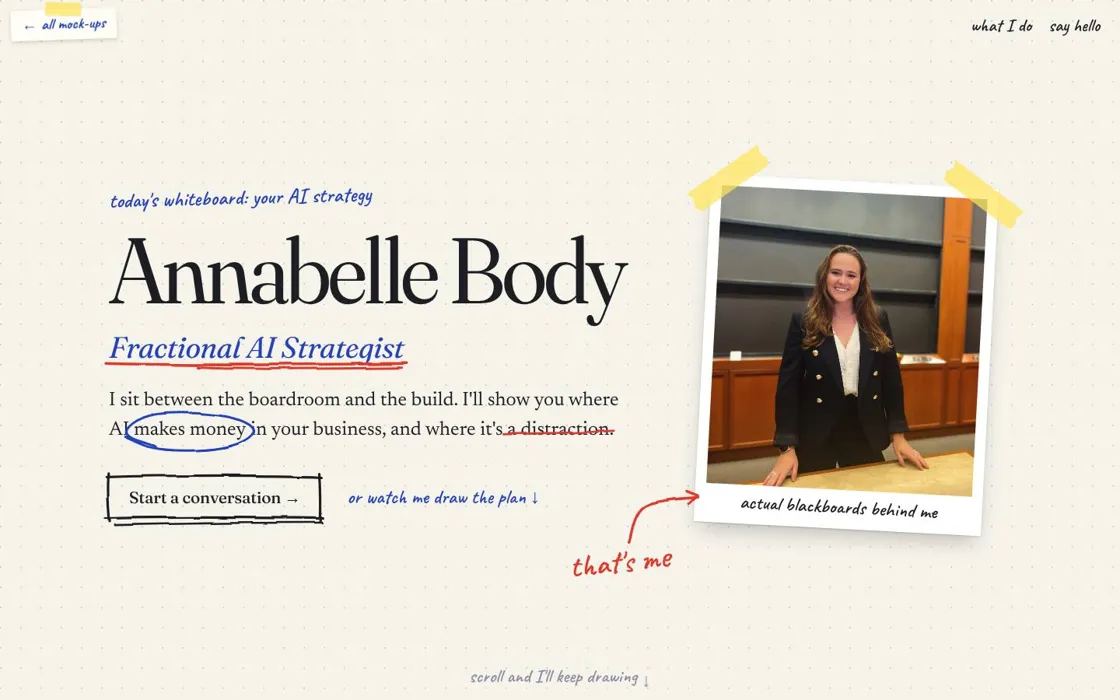 ← all mock-ups
what I do say hello
today's whiteboard: your AI strategy
Annabelle Body
Fractional AI Strategist
I sit between the boardroom and the build. I'll show you where
AI makes money in your business, and where it's a distraction.
Start a conversation →
or watch me draw the plan ↓
actual blackboards behind me
that's me
scroll and I'll keep drawing ↓